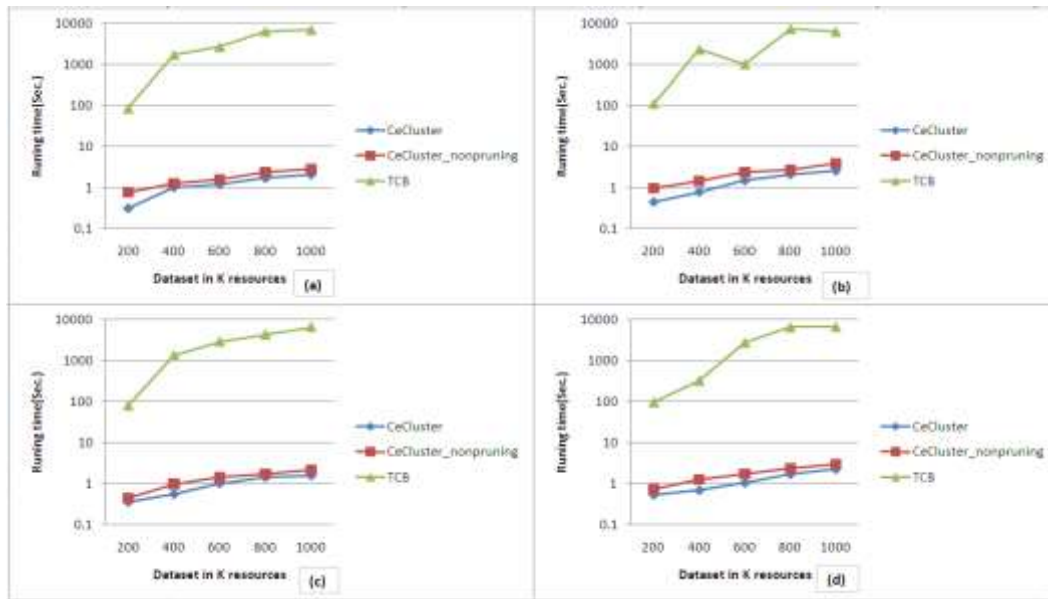 10000
1000
100
10
1
0.1
Runing time(Sec.)
200 400 600 800 1000
Dataset in K resources
(a)
CeCluster
CeCluster_nonpruning
TCB
10000
1000
100
10
1
0.1
Runing time(Sec.)
200 400 600 800 1000
Dataset in K resources
(b)
CeCluster
CeCluster_nonpruning
TCB
10000
1000
100
10
1
0.1
Runing time(Sec.)
200 400 600 800 1000
Dataset in K resources
(c)
CeCluster
CeCluster_nonpruning
TCB
10000
1000
100
10
1
0.1
Runing time(Sec.)
200 400 600 800 1000
Dataset in K resources
(d)
CeCluster
CeCluster_nonpruning
TCB